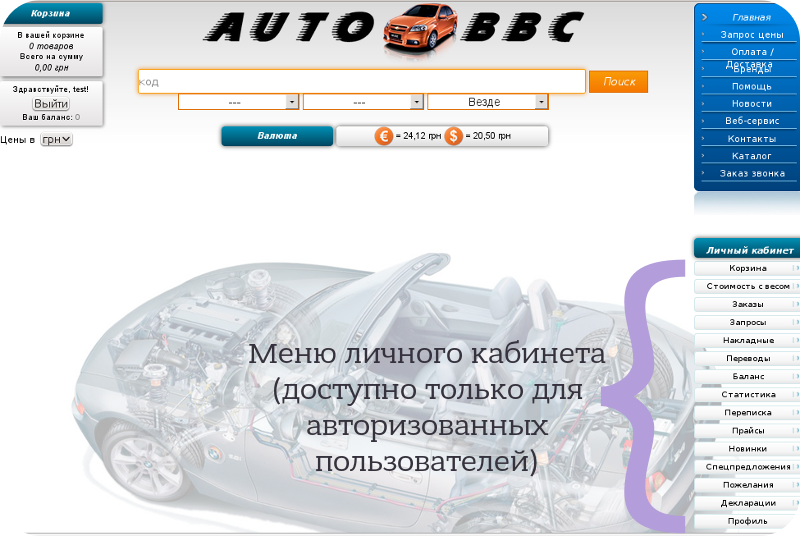 Корзина
В вашей корзине
0 товаров
Всего на сумму
0,00 грн
Здравствуйте, test!
Выйти
Ваш баланс: 0
Цены в грн
AUTO BBC
код
Поиск
---
---
Везде
Валюта
€ = 24,12 грн $ = 20,50 грн
Главная
Запрос цены
Оплата /
Доставка
Бренды
Помощь
Новости
Веб-сервис
Контакты
Каталог
Заказ звонка
Личный кабинет
Корзина
Стоимость с весом
Заказы
Запросы
Накладные
Переводы
Баланс
Статистика
Переписка
Прайсы
Новинки
Спецпредложения
Пожелания
Декларации
Профиль
Меню личного кабинета
(доступно только для
авторизованных
пользователей)